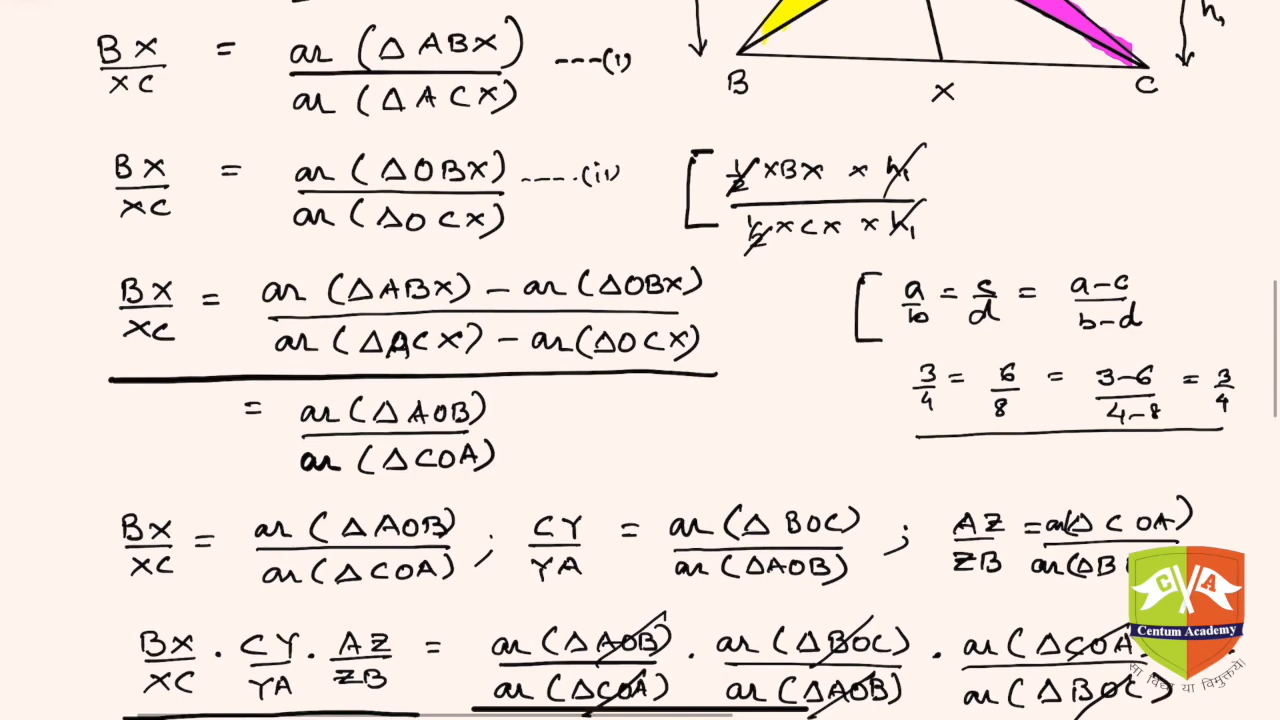 BX/XC = ar(△ABX)/ar(△ACX) ----(i)
h₁
B X C
BX/XC = ar(△OBX)/ar(△OCX) ----(ii)
[ ½ × BX × h₁ / ½ × CX × h₁
BX/XC = ar(△ABX) – ar(△OBX) / ar(△ACX) – ar(△OCX)
[ a/b = c/d = a–c/b–d
3/4 = 6/8 = 3–6/4–8 = 3/4
= ar(△AOB)/ar(△COA)
BX/XC = ar(△AOB)/ar(△COA) ; CY/YA = ar(△BOC)/ar(△AOB) ; AZ/ZB = ar(△COA)/ar(△B
BX/XC . CY/YA . AZ/ZB = ar(△AOB)/ar(△COA) . ar(△BOC)/ar(△AOB) . ar(△COA)/ar(△BOC)
C A
Centum Academy
सा विद्या या विमुक्तये।